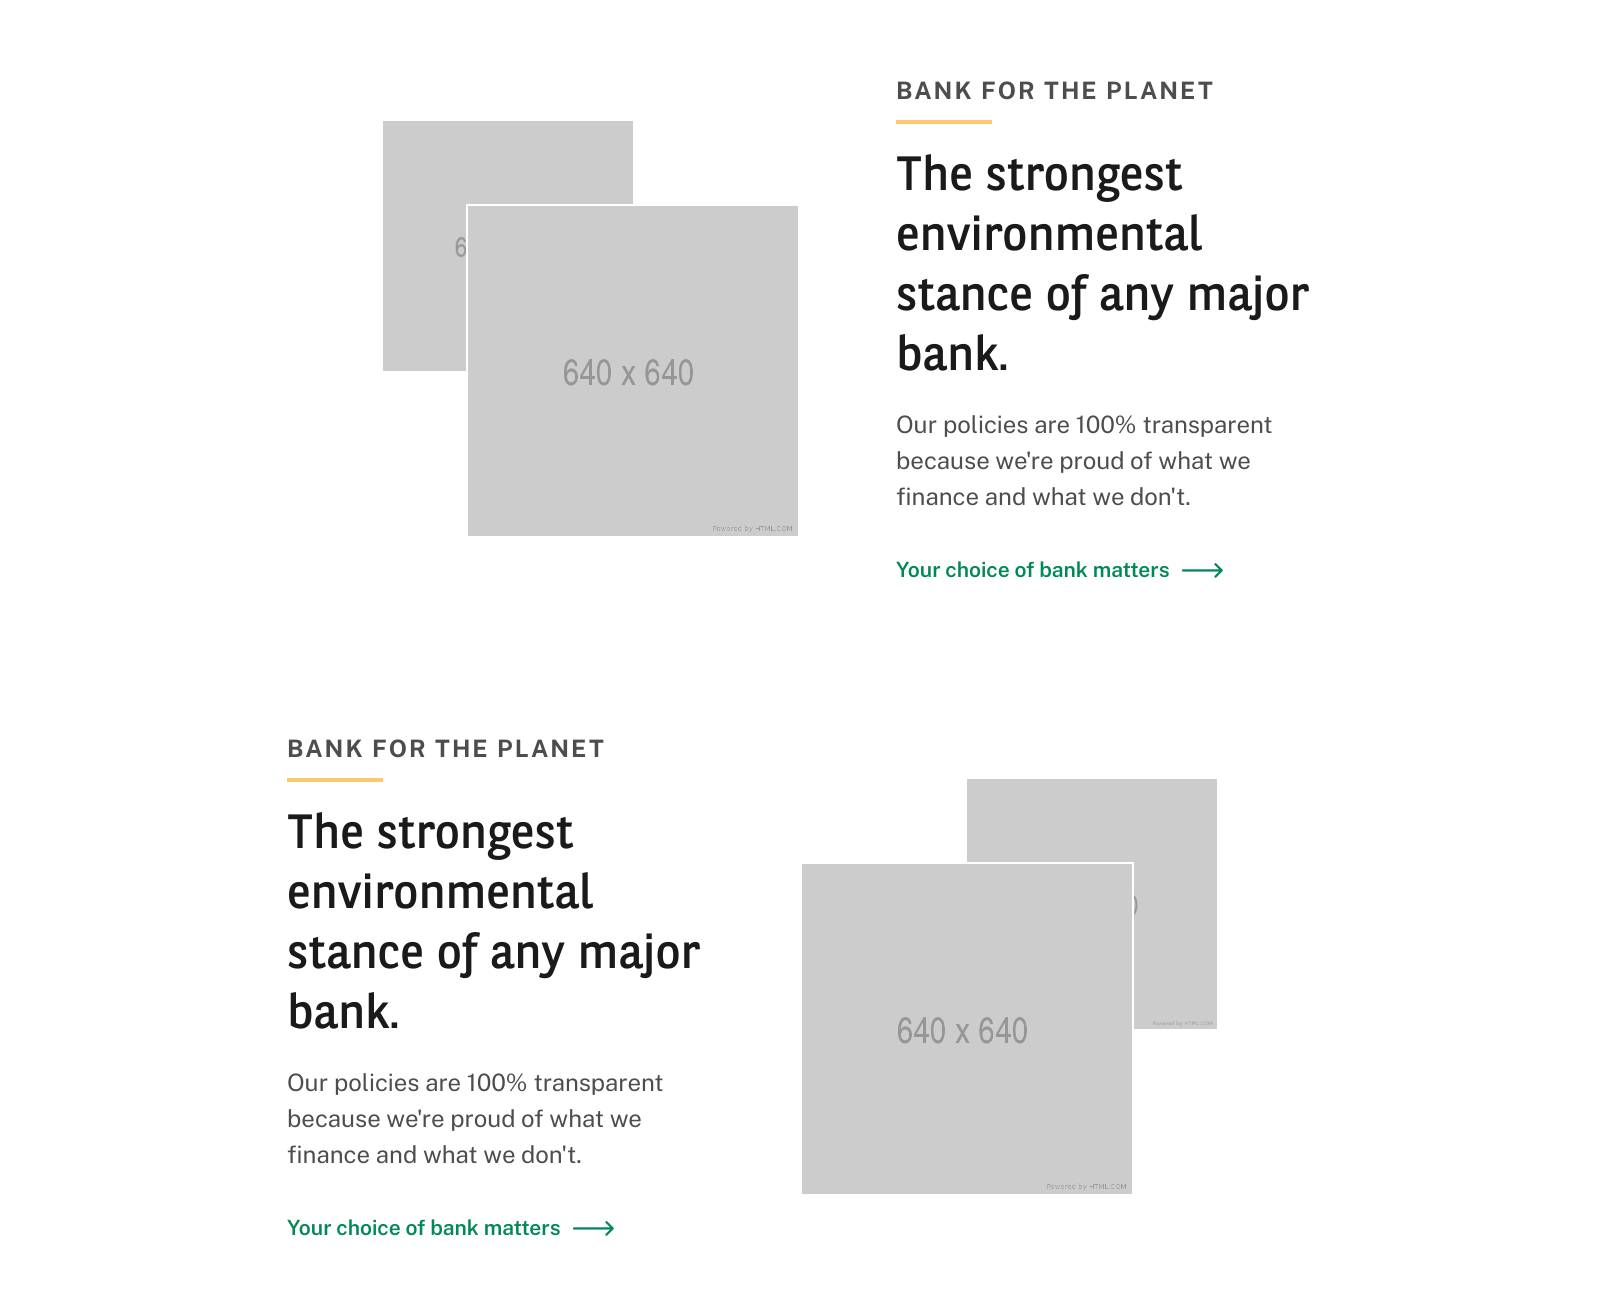 BANK FOR THE PLANET
The strongest
environmental
stance of any major
bank.
Our policies are 100% transparent
because we're proud of what we
finance and what we don't.
Your choice of bank matters
6
640 x 640
Powered by HTML.COM
BANK FOR THE PLANET
The strongest
environmental
stance of any major
bank.
Our policies are 100% transparent
because we're proud of what we
finance and what we don't.
Your choice of bank matters
640 x 640
Powered by HTML.COM
Powered by HTML.COM